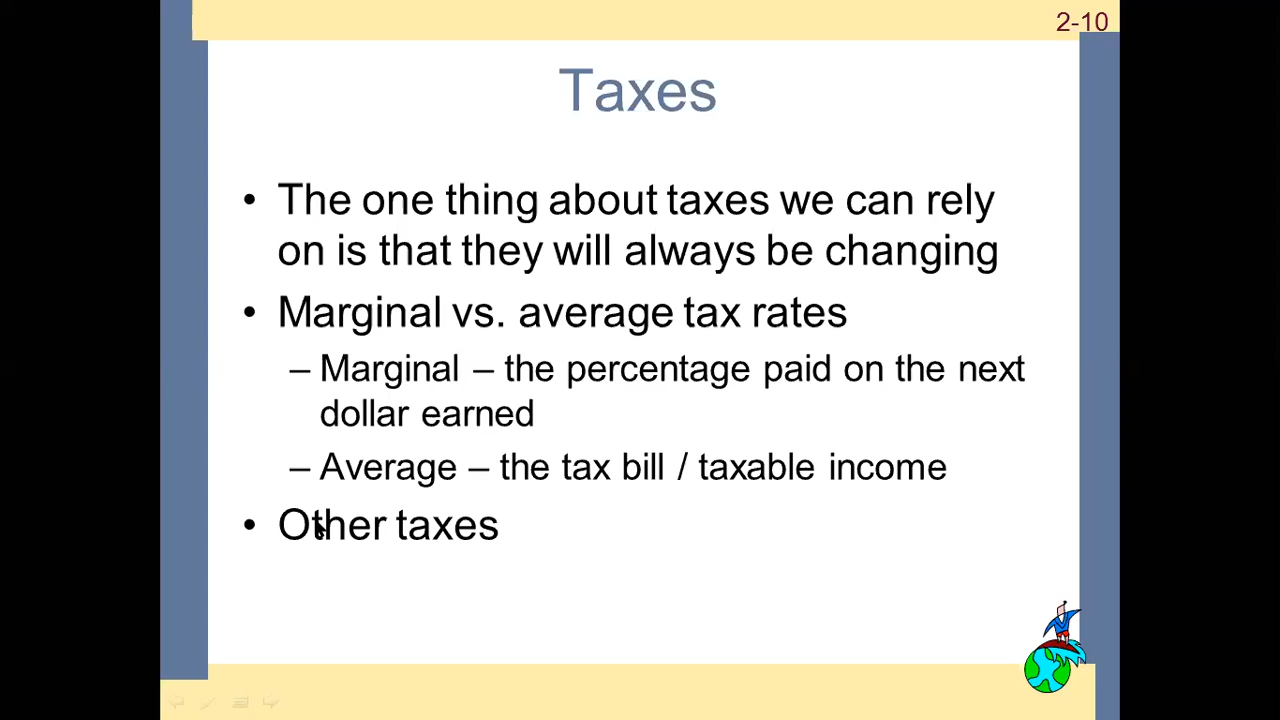 2-10
Taxes
• The one thing about taxes we can rely
on is that they will always be changing
• Marginal vs. average tax rates
– Marginal – the percentage paid on the next
dollar earned
– Average – the tax bill / taxable income
• Other taxes